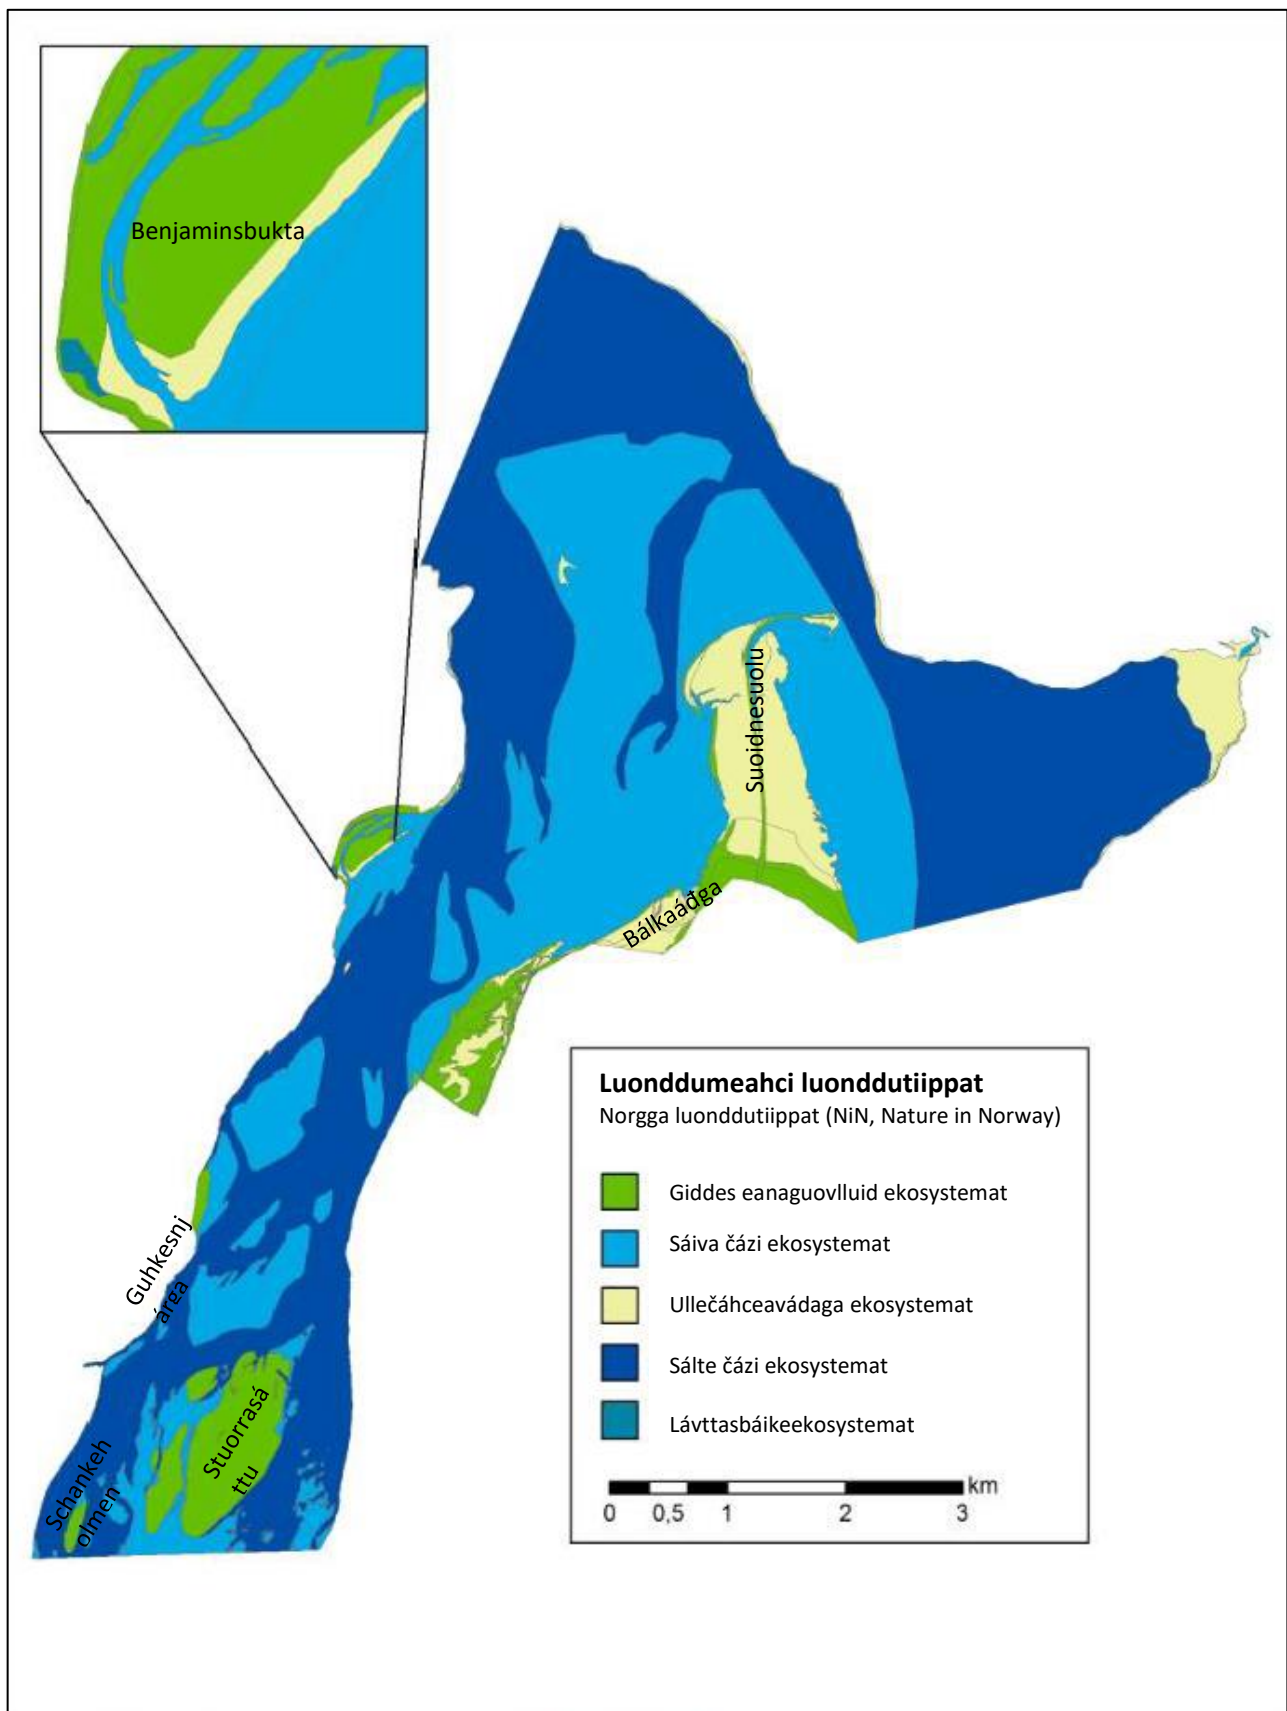 Benjaminsbukta
Suoidnesuolu
Bálkaáđga
Guhkesnj
árga
Stuorrasá
ttu
Schankeh
olmen
Luonddumeahci luonddutiippat
Norgga luonddutiippat (NiN, Nature in Norway)
Giddes eanaguovlluid ekosystemat
Sáiva čázi ekosystemat
Ullečáhceavádaga ekosystemat
Sálte čázi ekosystemat
Lávttasbáikeekosystemat
km
0 0,5 1 2 3